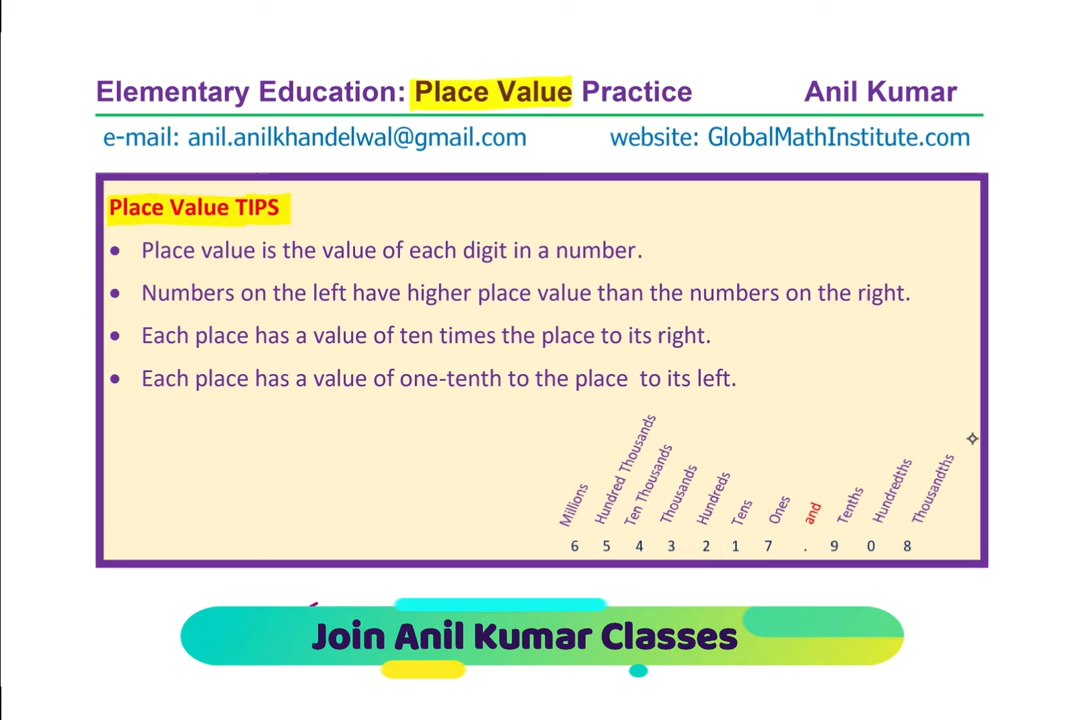 Elementary Education: Place Value Practice Anil Kumar
e-mail: anil.anilkhandelwal@gmail.com website: GlobalMathInstitute.com
Place Value TIPS
• Place value is the value of each digit in a number.
• Numbers on the left have higher place value than the numbers on the right.
• Each place has a value of ten times the place to its right.
• Each place has a value of one-tenth to the place to its left.
Millions Hundred Thousands Ten Thousands Thousands Hundreds Tens Ones and Tenths Hundredths Thousandths
6 5 4 3 2 1 7 . 9 0 8
Join Anil Kumar Classes